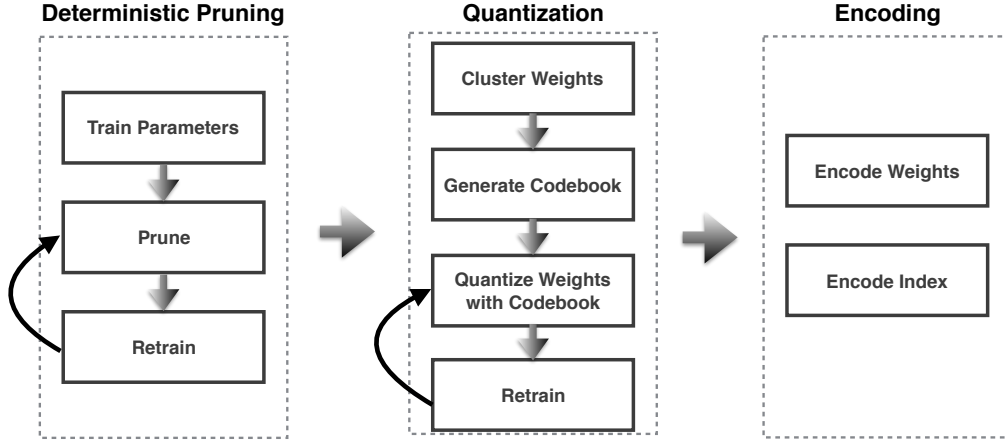 Deterministic Pruning
Train Parameters
Prune
Retrain
Quantization
Cluster Weights
Generate Codebook
Quantize Weights
with Codebook
Retrain
Encoding
Encode Weights
Encode Index